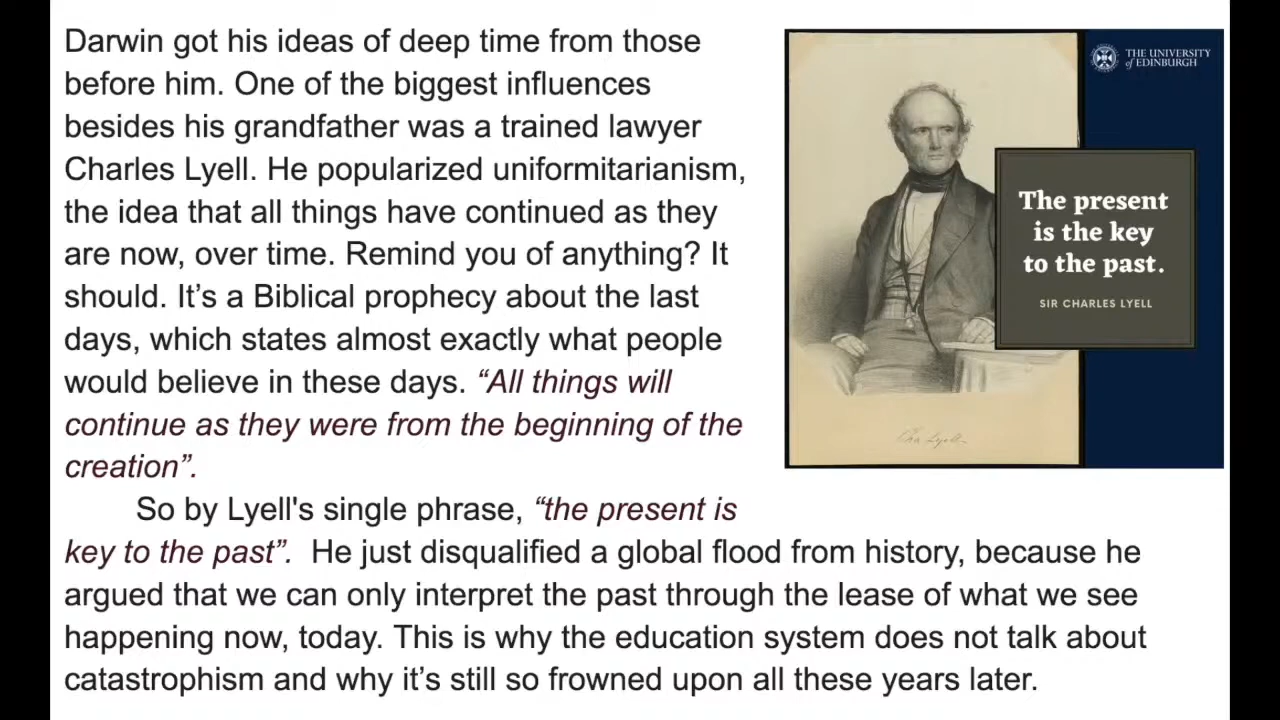 Darwin got his ideas of deep time from those
before him. One of the biggest influences
besides his grandfather was a trained lawyer
Charles Lyell. He popularized uniformitarianism,
the idea that all things have continued as they
are now, over time. Remind you of anything? It
should. It’s a Biblical prophecy about the last
days, which states almost exactly what people
would believe in these days. “All things will
continue as they were from the beginning of the
creation”.
So by Lyell's single phrase, “the present is
key to the past”. He just disqualified a global flood from history, because he
argued that we can only interpret the past through the lease of what we see
happening now, today. This is why the education system does not talk about
catastrophism and why it’s still so frowned upon all these years later.
THE UNIVERSITY
of EDINBURGH
The present
is the key
to the past.
SIR CHARLES LYELL
Cha Lyell